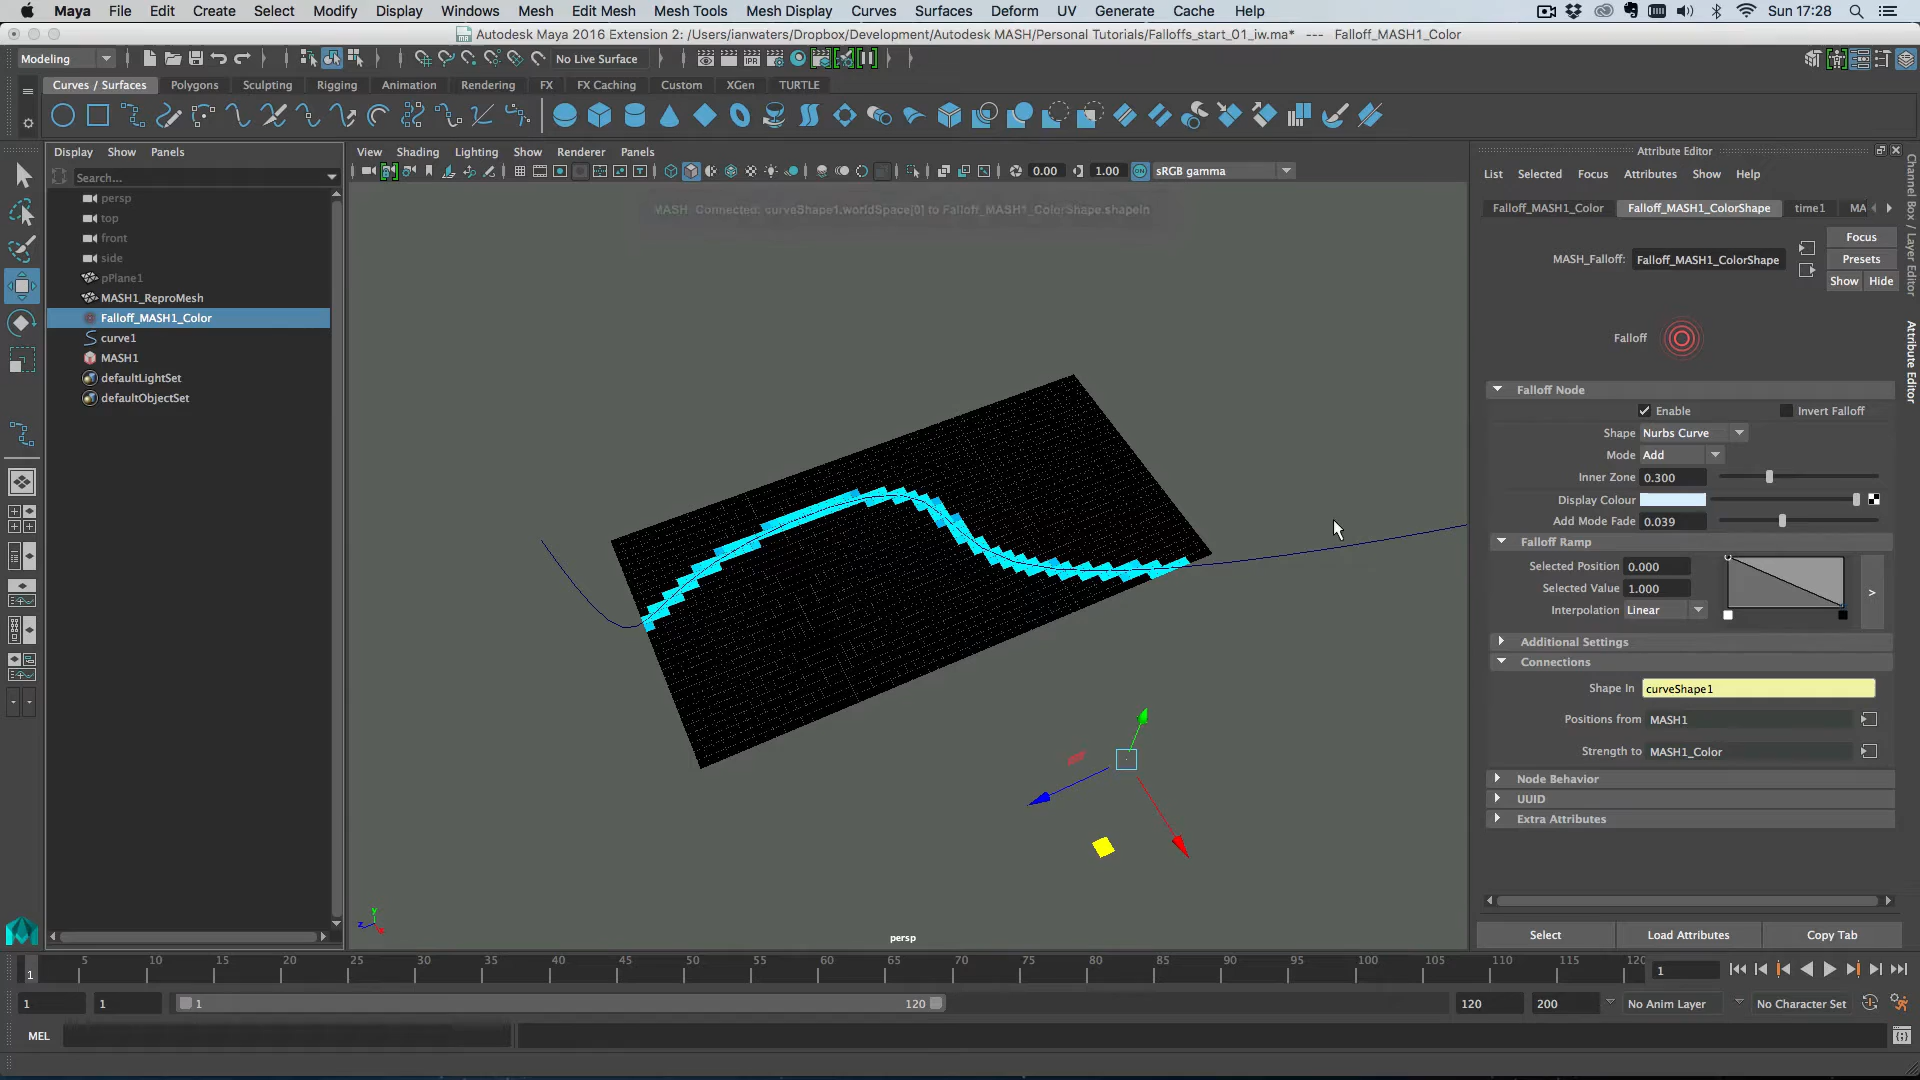 Maya File Edit Create Select Modify Display Windows Mesh Edit Mesh Mesh Tools Mesh Display Curves Surfaces Deform UV Generate Cache Help Sun 17:28
Autodesk Maya 2016 Extension 2: /Users/ianwaters/Dropbox/Development/Autodesk MASH/Personal Tutorials/Falloffs_start_01_iw.ma* --- Falloff_MASH1_Color
Modeling No Live Surface IPR
Curves / Surfaces Polygons Sculpting Rigging Animation Rendering FX FX Caching Custom XGen TURTLE
Display Show Panels
Search...
persp
top
front
side
pPlane1
MASH1_ReproMesh
Falloff_MASH1_Color
curve1
MASH1
defaultLightSet
defaultObjectSet
View Shading Lighting Show Renderer Panels
0.00 1.00 sRGB gamma
MASH Connected: curveShape1.worldSpace[0] to Falloff_MASH1_ColorShape.shapeIn
y
z
x
persp
Attribute Editor
List Selected Focus Attributes Show Help
Falloff_MASH1_Color Falloff_MASH1_ColorShape time1 MA
Focus
MASH_Falloff: Falloff_MASH1_ColorShape
Presets
Show Hide
Falloff
Falloff Node
Enable Invert Falloff
Shape Nurbs Curve
Mode Add
Inner Zone 0.300
Display Colour
Add Mode Fade 0.039
Falloff Ramp
Selected Position 0.000
Selected Value 1.000 >
Interpolation Linear
Additional Settings
Connections
Shape In curveShape1
Positions from MASH1
Strength to MASH1_Color
Node Behavior
UUID
Extra Attributes
Select Load Attributes Copy Tab
Channel Box / Layer Editor
Attribute Editor
1 5 10 15 20 25 30 35 40 45 50 55 60 65 70 75 80 85 90 95 100 105 110 115 120 1
1 1 1 120 120 200 No Anim Layer No Character Set
MEL